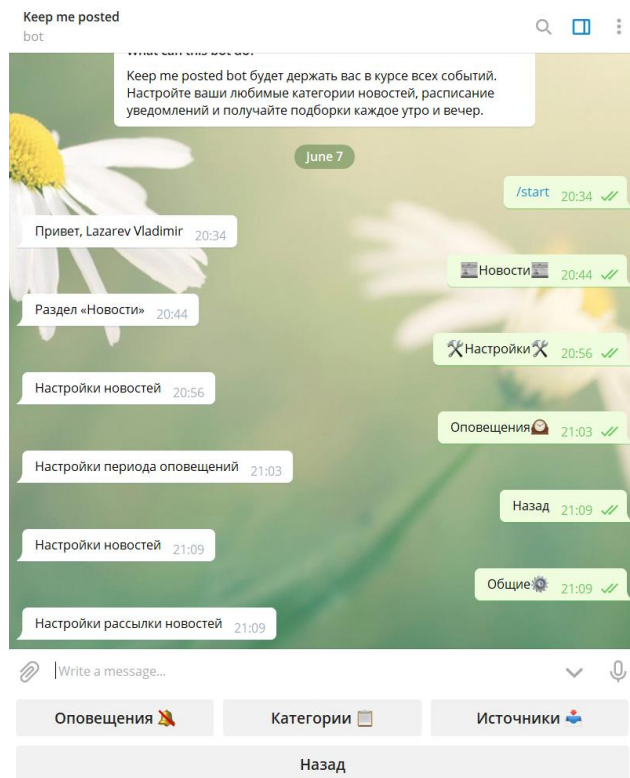 Keep me posted
bot
What can this bot do?
Keep me posted bot будет держать вас в курсе всех событий.
Настройте ваши любимые категории новостей, расписание
уведомлений и получайте подборки каждое утро и вечер.
June 7
/start 20:34
Привет, Lazarev Vladimir 20:34
Новости 20:44
Раздел «Новости» 20:44
Настройки 20:56
Настройки новостей 20:56
Оповещения 21:03
Настройки периода оповещений 21:03
Назад 21:09
Настройки новостей 21:09
Общие 21:09
Настройки рассылки новостей 21:09
Write a message...
Оповещения Категории Источники
Назад